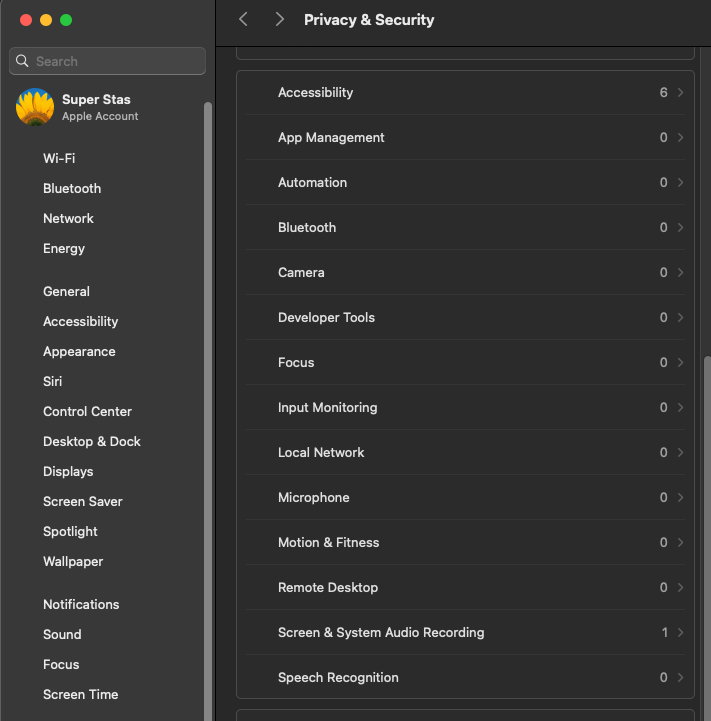 Privacy & Security
Search
Super Stas
Apple Account
Wi-Fi
Bluetooth
Network
Energy
General
Accessibility
Appearance
Siri
Control Center
Desktop & Dock
Displays
Screen Saver
Spotlight
Wallpaper
Notifications
Sound
Focus
Screen Time
Accessibility 6
App Management 0
Automation 0
Bluetooth 0
Camera 0
Developer Tools 0
Focus 0
Input Monitoring 0
Local Network 0
Microphone 0
Motion & Fitness 0
Remote Desktop 0
Screen & System Audio Recording 1
Speech Recognition 0